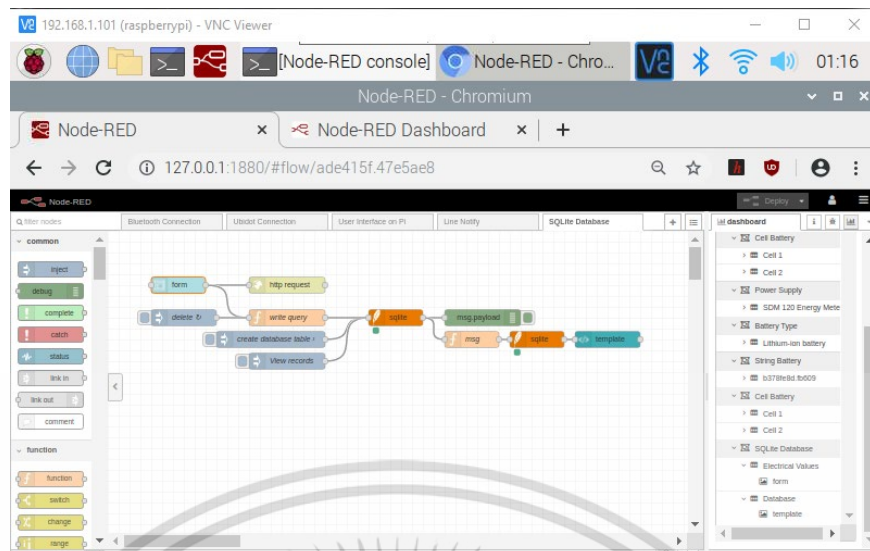 192.168.1.101 (raspberrypi) - VNC Viewer
[Node-RED console]
Node-RED - Chro...
01:16
Node-RED - Chromium
Node-RED
Node-RED Dashboard
127.0.0.1:1880/#flow/ade415f.47e5ae8
Node-RED
Deploy
filter nodes
Bluetooth Connection
Ubidot Connection
User Interface on Pi
Line Notify
SQLite Database
dashboard
common
inject
debug
complete
catch
status
link in
link out
comment
function
function
switch
change
range
form
http request
delete ↻
write query
sqlite
msg.payload
create database table
msg
sqlite
template
View records
Cell Battery
Cell 1
Cell 2
Power Supply
SDM 120 Energy Mete
Battery Type
Lithium-ion battery
String Battery
b378fe8d.fb609
Cell Battery
Cell 1
Cell 2
SQLite Database
Electrical Values
form
Database
template